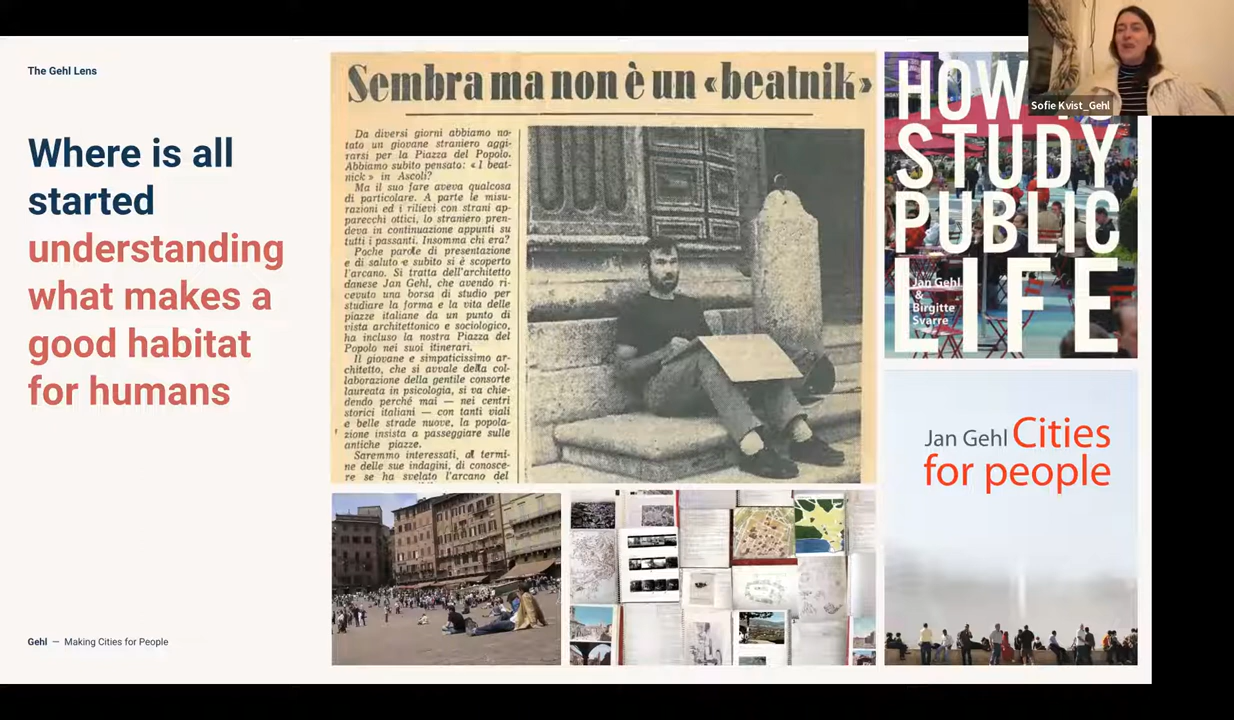 The Gehl Lens
Where is all
started
understanding
what makes a
good habitat
for humans
Gehl — Making Cities for People
Sembra ma non è un «beatnik»
Da diversi giorni abbiamo no-
tato un giovane straniero aggi-
rarsi per la Piazza del Popolo.
Abbiamo subito pensato: «I beat-
nick» in Ascoli?
Ma il suo fare aveva qualcosa
di particolare. A parte le misu-
razioni ed i rilievi con strani ap-
parecchi ottici, lo straniero pren-
deva in continuazione appunti su
tutti i passanti. Insomma chi era?
Poche parole di presentazione
e di saluto e subito si è scoperto
l'arcano. Si tratta dell'architetto
danese Jan Gehl, che avendo ri-
cevuto una borsa di studio per
studiare la forma e la vita delle
piazze italiane da un punto di
vista architettonico e sociologico,
ha incluso la nostra Piazza del
Popolo nei suoi itinerari.
Il giovane e simpaticissimo ar-
chitetto, che si avvale della col-
laborazione della gentile consorte
laureata in psicologia, si va chie-
dendo perché mai — nei centri
storici italiani — con tanti viali
e belle strade nuove, la popola-
zione insista a passeggiare sulle
antiche piazze.
Saremmo interessati, al termi-
ne delle sue indagini, di conosce-
re se ha svelato l'arcano del
HOW
STUDY
PUBLIC
LIFE
Jan Gehl
&
Birgitte
Svarre
Jan Gehl Cities
for people
Sofie Kvist_Gehl